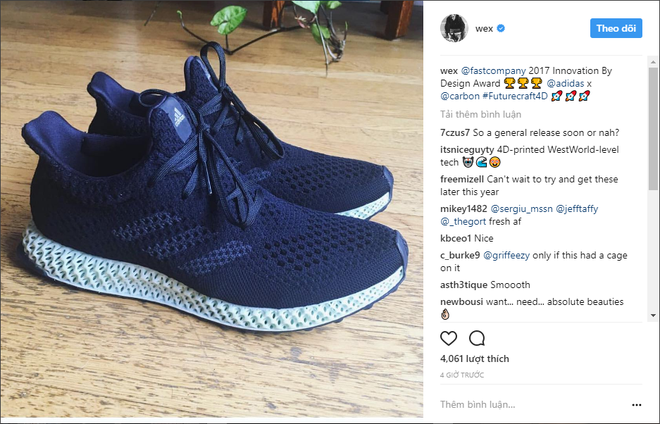 wex
Theo dõi
wex @fastcompany 2017 Innovation By
Design Award 🏆🏆🏆 @adidas x
@carbon #Futurecraft4D 🚀🚀🚀
Tải thêm bình luận
7czus7 So a general release soon or nah?
itsniceguyty 4D-printed WestWorld-level
tech
freemizell Can't wait to try and get these
later this year
mikey1482 @sergiu_mssn @jefftaffy
@_thegort fresh af
kbceo1 Nice
c_burke9 @griffeezy only if this had a cage
on it
asth3tique Smoooth
newbousi want... need... absolute beauties
👌🏼
4,061 lượt thích
4 GIỜ TRƯỚC
Thêm bình luận...
adidas